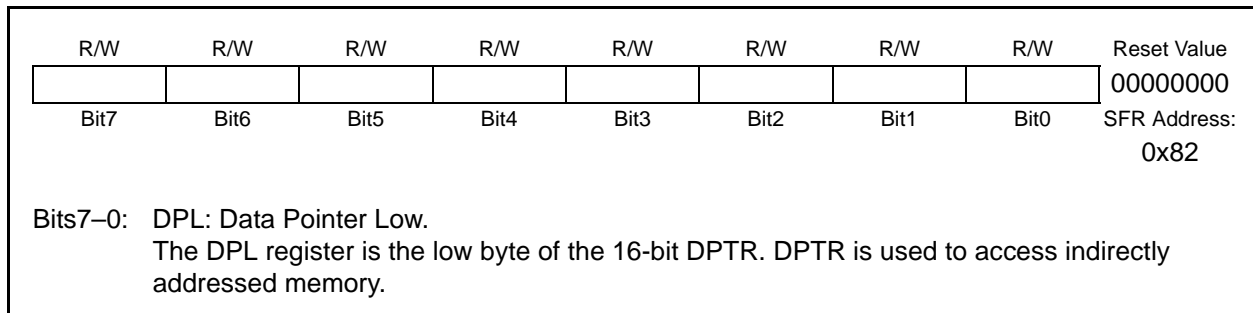 R/W R/W R/W R/W R/W R/W R/W R/W Reset Value
00000000
Bit7 Bit6 Bit5 Bit4 Bit3 Bit2 Bit1 Bit0 SFR Address:
0x82
Bits7–0: DPL: Data Pointer Low.
The DPL register is the low byte of the 16-bit DPTR. DPTR is used to access indirectly
addressed memory.